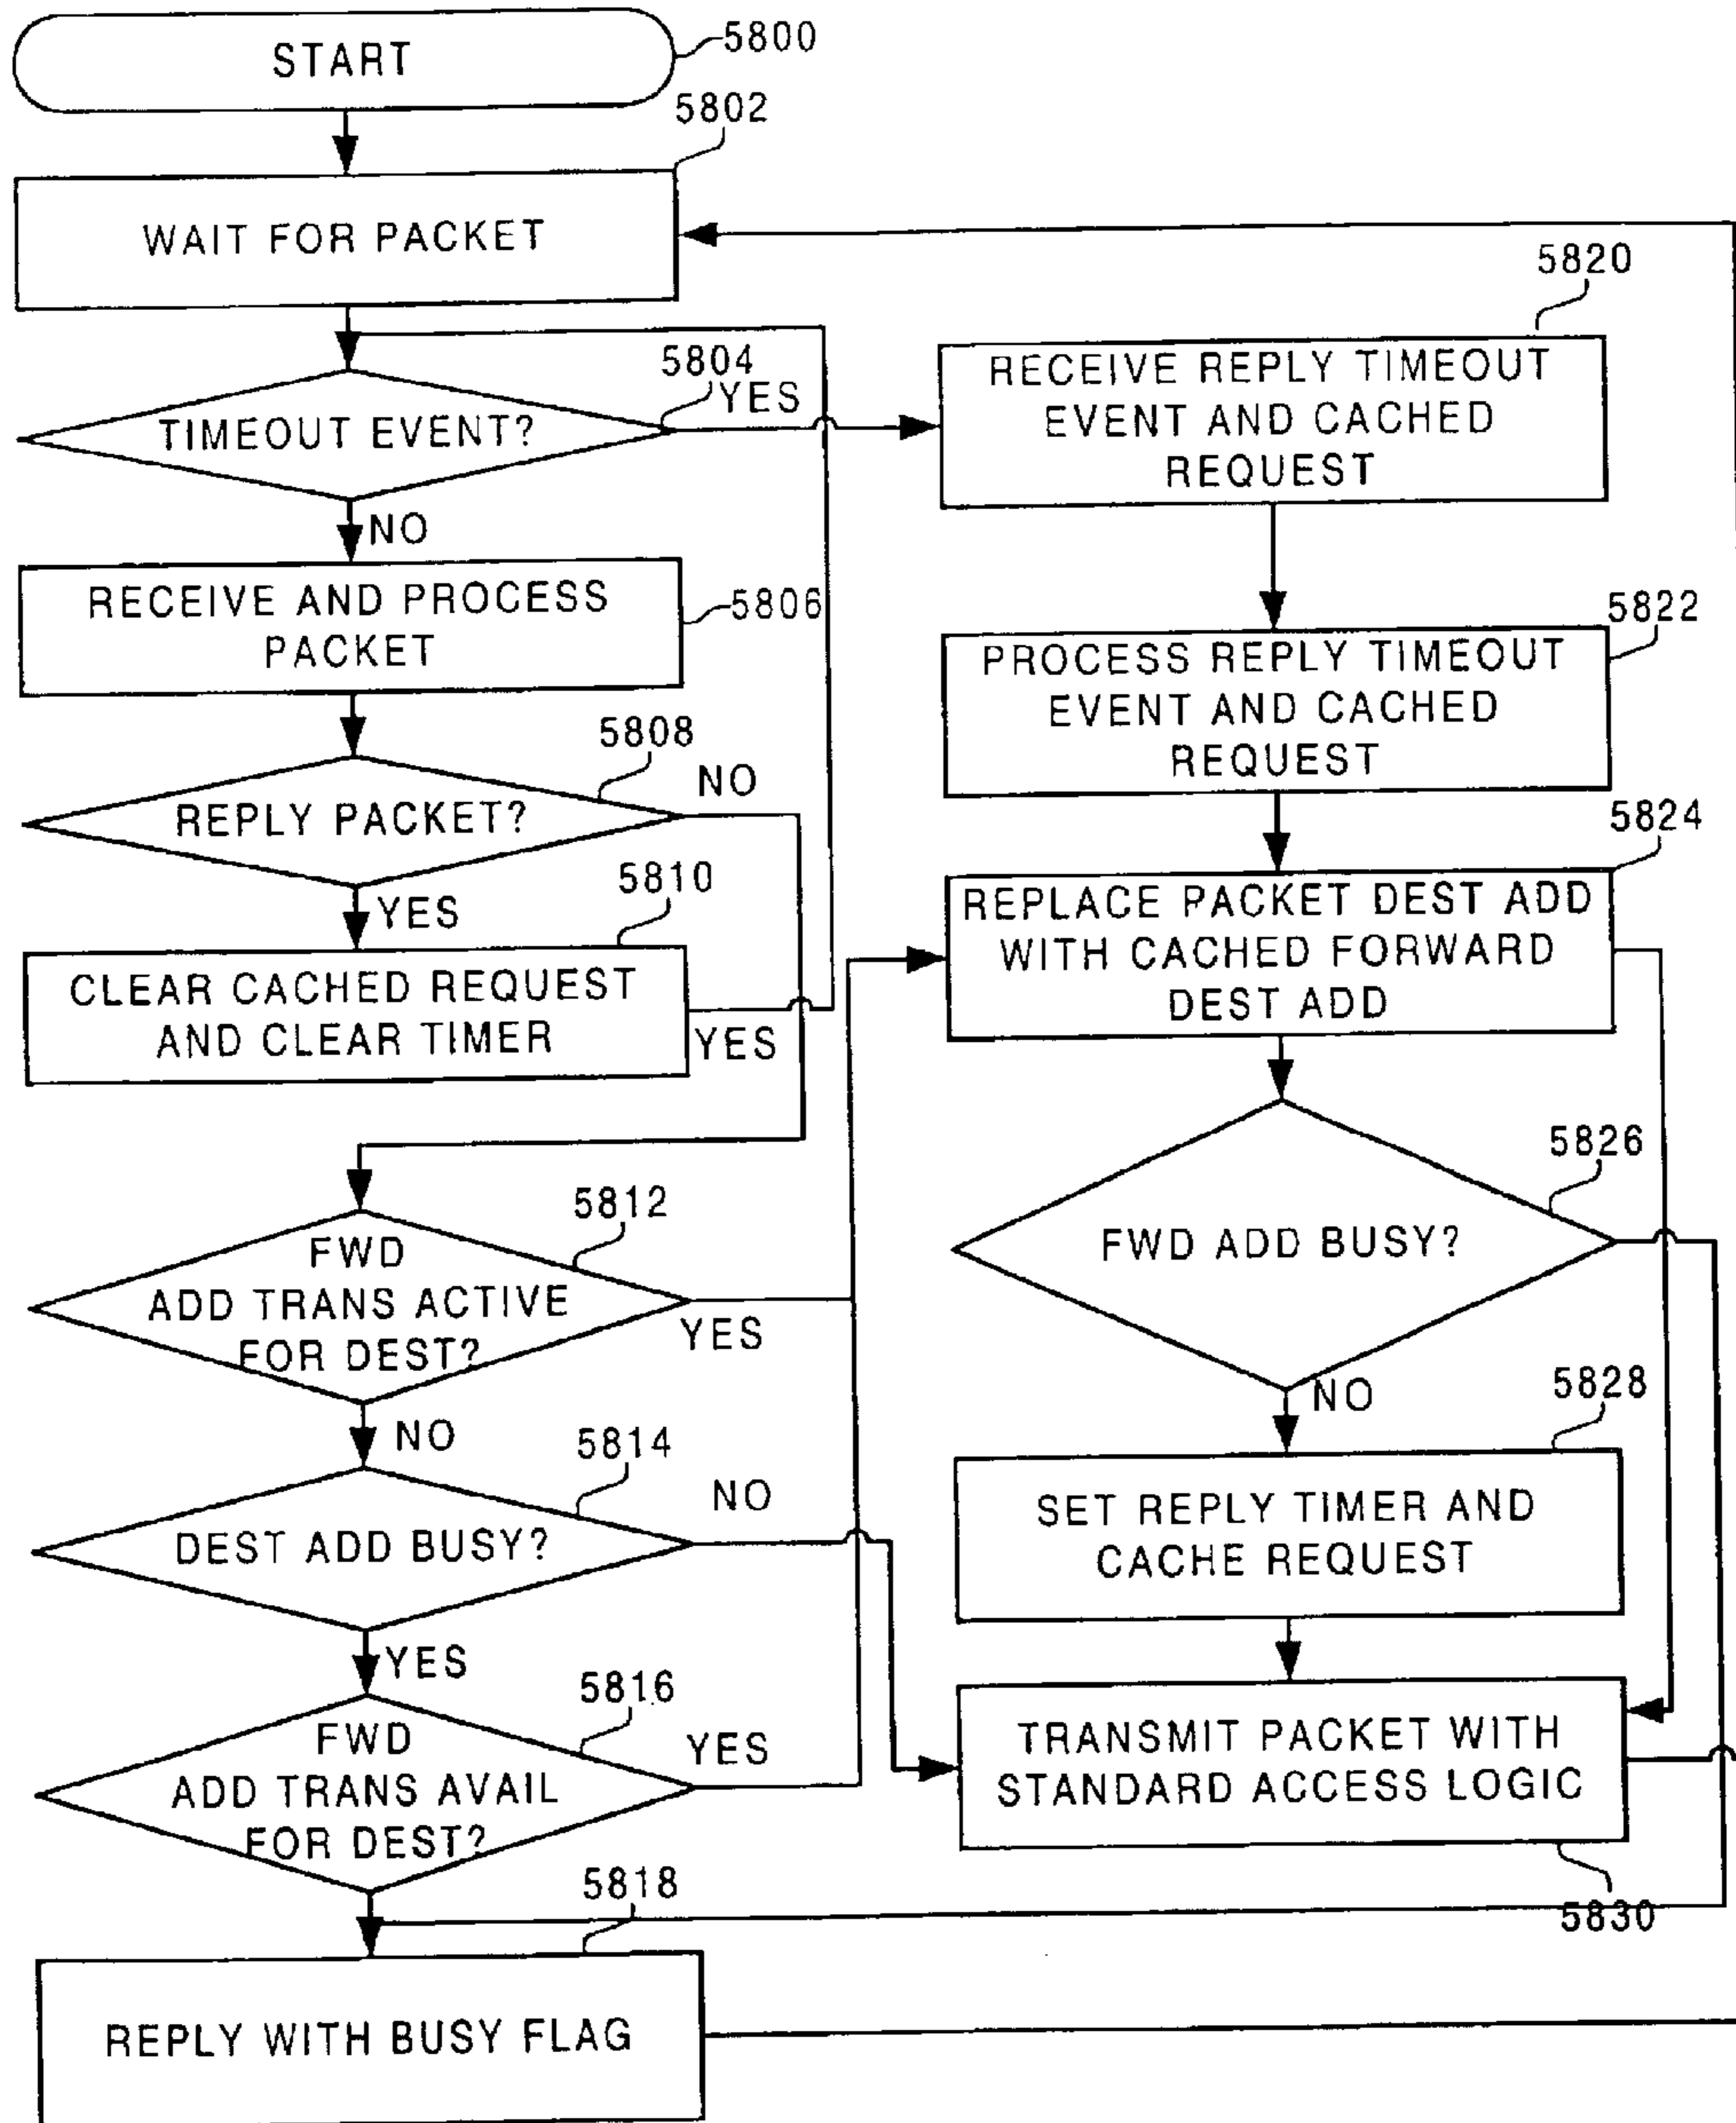 START
5800
5802
WAIT FOR PACKET
5804
YES
TIMEOUT EVENT?
NO
RECEIVE AND PROCESS
PACKET
5806
5808
NO
REPLY PACKET?
YES
5810
CLEAR CACHED REQUEST
AND CLEAR TIMER
YES
5812
FWD
ADD TRANS ACTIVE
FOR DEST?
YES
NO
5814
NO
DEST ADD BUSY?
YES
5816
FWD
ADD TRANS AVAIL
FOR DEST?
YES
5818
REPLY WITH BUSY FLAG
5820
RECEIVE REPLY TIMEOUT
EVENT AND CACHED
REQUEST
5822
PROCESS REPLY TIMEOUT
EVENT AND CACHED
REQUEST
5824
REPLACE PACKET DEST ADD
WITH CACHED FORWARD
DEST ADD
5826
FWD ADD BUSY?
NO
5828
SET REPLY TIMER AND
CACHE REQUEST
TRANSMIT PACKET WITH
STANDARD ACCESS LOGIC
5830